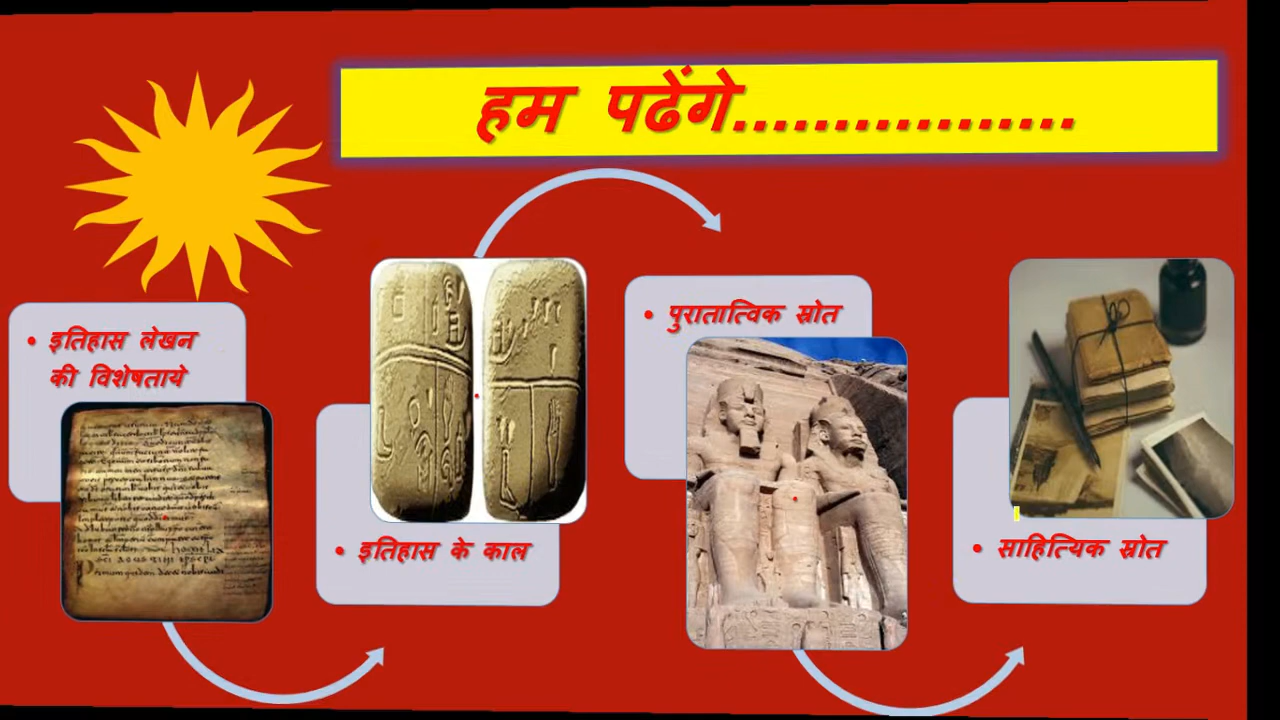 हम पढेंगे.................
• इतिहास लेखन
की विशेषताये
• इतिहास के काल
• पुरातात्विक स्रोत
• साहित्यिक स्रोत